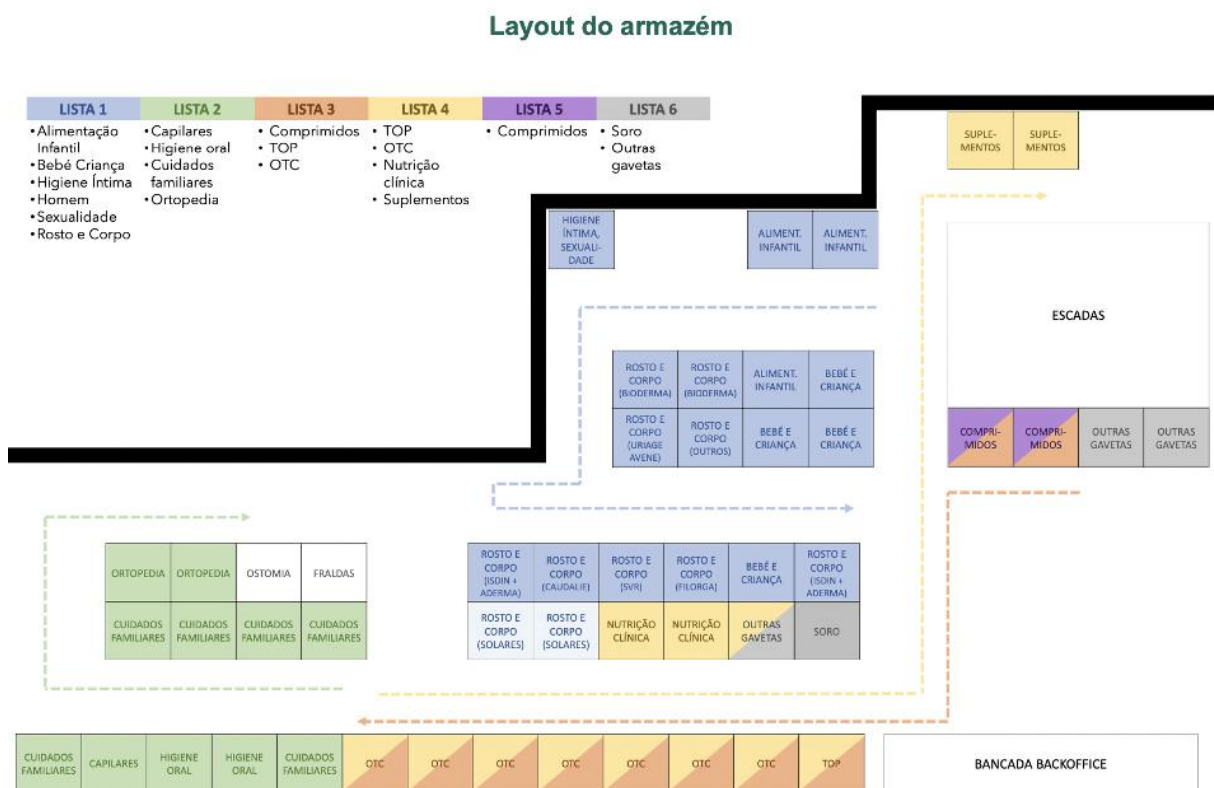 Layout do armazém
LISTA 1
• Alimentação
Infantil
• Bebé Criança
• Higiene Íntima
• Homem
• Sexualidade
• Rosto e Corpo
LISTA 2
• Capilares
• Higiene oral
• Cuidados
familiares
• Ortopedia
LISTA 3
• Comprimidos
• TOP
• OTC
LISTA 4
• TOP
• OTC
• Nutrição
clínica
• Suplementos
LISTA 5
• Comprimidos
LISTA 6
• Soro
• Outras
gavetas
SUPLE-
MENTOS
SUPLE-
MENTOS
HIGIENE
ÍNTIMA,
SEXUALI-
DADE
ALIMENT.
INFANTIL
ALIMENT.
INFANTIL
ESCADAS
ROSTO E
CORPO
(BIODERMA)
ROSTO E
CORPO
(BIODERMA)
ALIMENT.
INFANTIL
BEBÉ E
CRIANÇA
ROSTO E
CORPO
(URIAGE
AVENE)
ROSTO E
CORPO
(OUTROS)
BEBÉ E
CRIANÇA
BEBÉ E
CRIANÇA
COMPRI-
MIDOS
COMPRI-
MIDOS
OUTRAS
GAVETAS
OUTRAS
GAVETAS
ORTOPEDIA
ORTOPEDIA
OSTOMIA
FRALDAS
CUIDADOS
FAMILIARES
CUIDADOS
FAMILIARES
CUIDADOS
FAMILIARES
CUIDADOS
FAMILIARES
ROSTO E
CORPO
(ISDIN +
ADERMA)
ROSTO E
CORPO
(CAUDALIE)
ROSTO E
CORPO
(SVR)
ROSTO E
CORPO
(FILORGA)
BEBÉ E
CRIANÇA
ROSTO E
CORPO
(ISDIN +
ADERMA)
ROSTO E
CORPO
(SOLARES)
ROSTO E
CORPO
(SOLARES)
NUTRIÇÃO
CLÍNICA
NUTRIÇÃO
CLÍNICA
OUTRAS
GAVETAS
SORO
CUIDADOS
FAMILIARES
CAPILARES
HIGIENE
ORAL
HIGIENE
ORAL
CUIDADOS
FAMILIARES
OTC
OTC
OTC
OTC
OTC
OTC
OTC
TOP
BANCADA BACKOFFICE